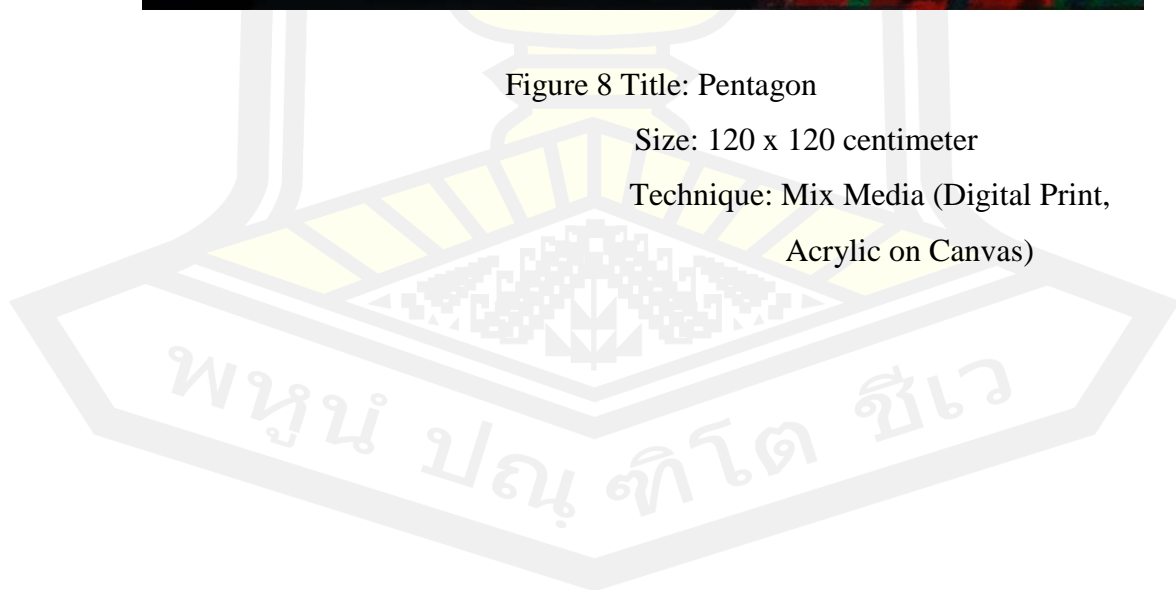 Figure 8 Title: Pentagon
Size: 120 x 120 centimeter
Technique: Mix Media (Digital Print,
Acrylic on Canvas)
พหูนํ ปณฺฑิโต ชีเว